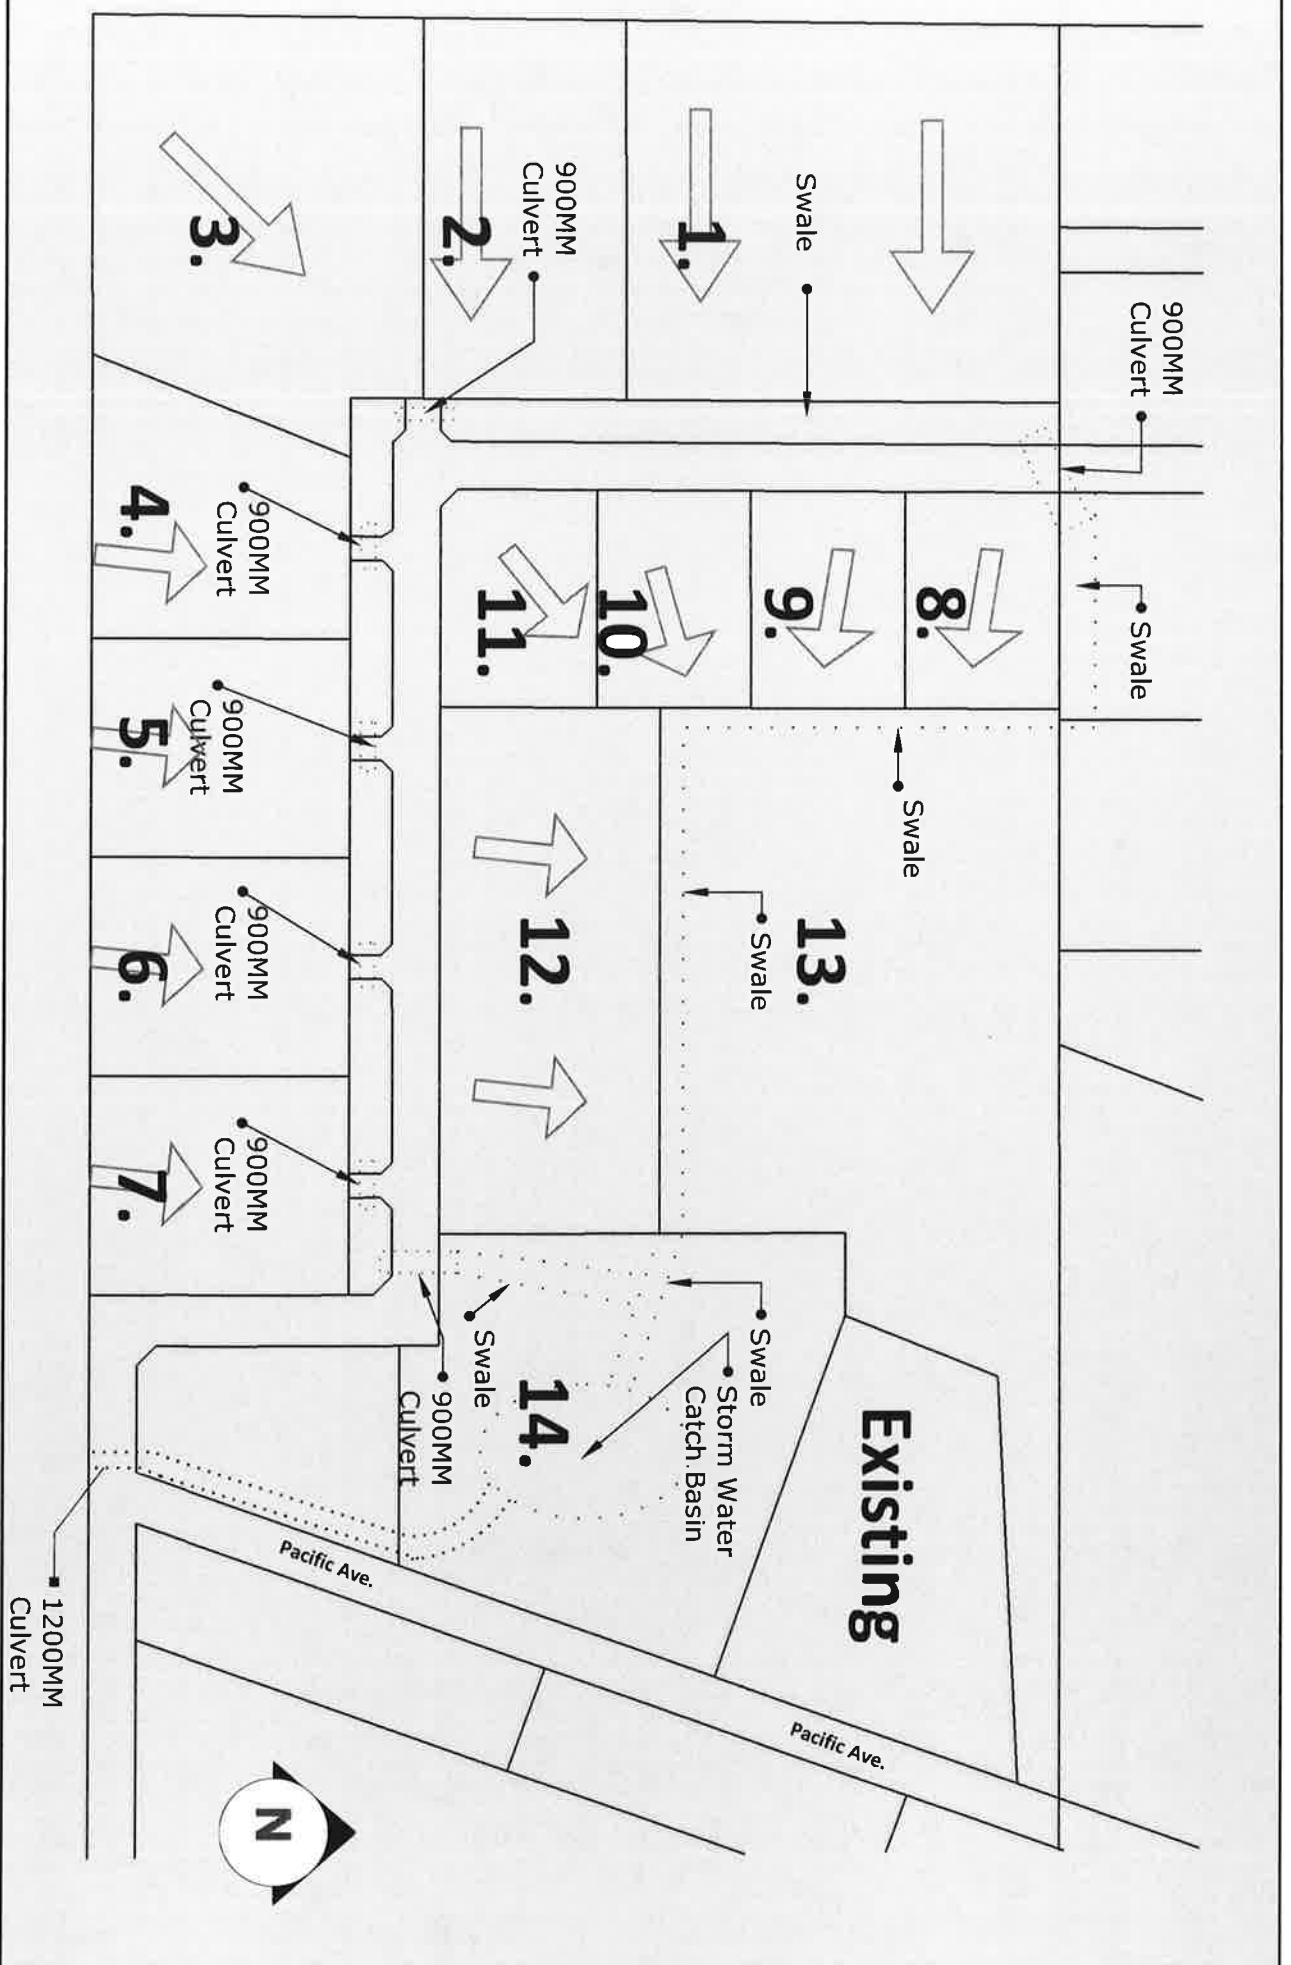 900MM
Culvert
Swale
Swale
8.
Existing
Pacific Ave.
13.
Swale
9.
Swale
Swale
Storm Water
Catch Basin
1.
10.
900MM
Culvert
12.
14.
11.
Swale
2.
900MM
Culvert
Pacific Ave.
N
900MM
Culvert
900MM
Culvert
900MM
Culvert
900MM
Culvert
3.
4.
5.
6.
7.
1200MM
Culvert